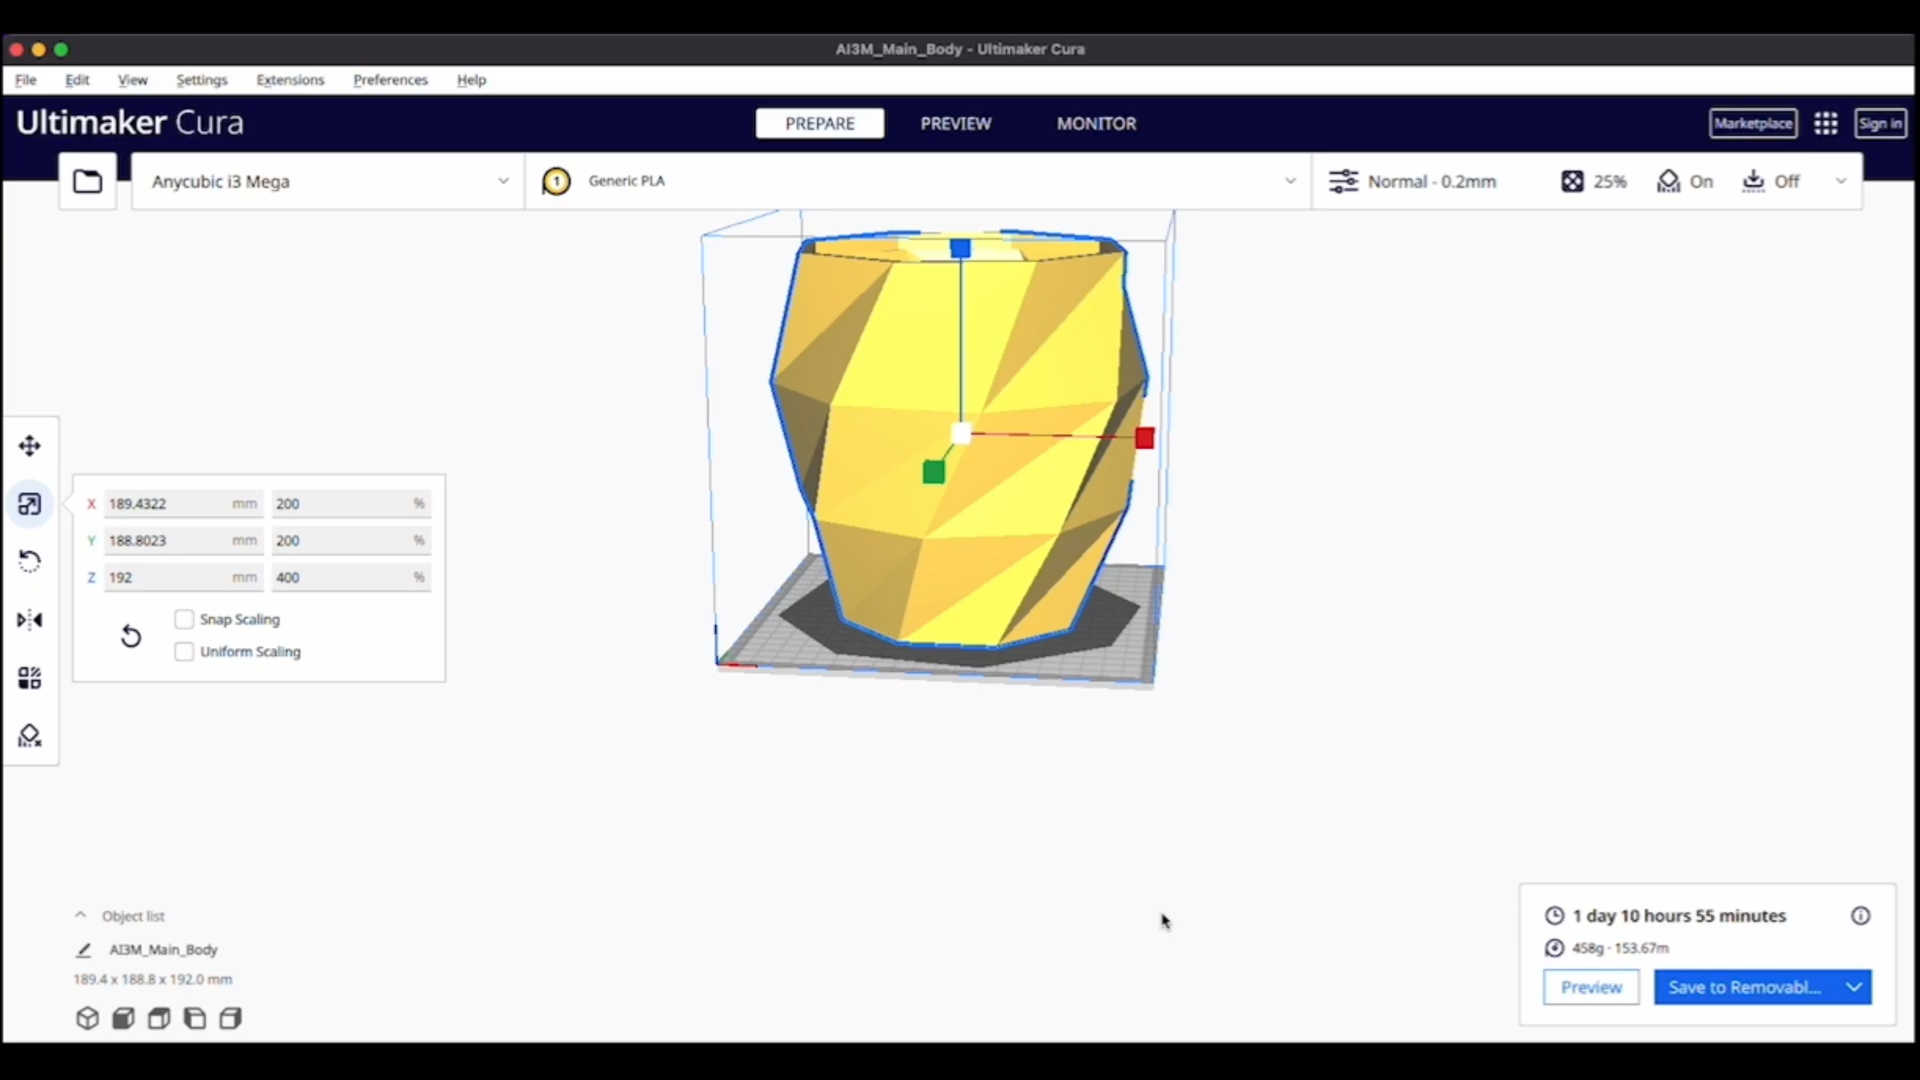 AI3M_Main_Body - Ultimaker Cura
File Edit View Settings Extensions Preferences Help
Ultimaker Cura
PREPARE PREVIEW MONITOR
Marketplace Sign in
Anycubic i3 Mega
1 Generic PLA
Normal - 0.2mm 25% On Off
X 189.4322 mm 200 %
Y 188.8023 mm 200 %
Z 192 mm 400 %
Snap Scaling
Uniform Scaling
Object list
AI3M_Main_Body
189.4 x 188.8 x 192.0 mm
1 day 10 hours 55 minutes
458g · 153.67m
Preview Save to Removabl...